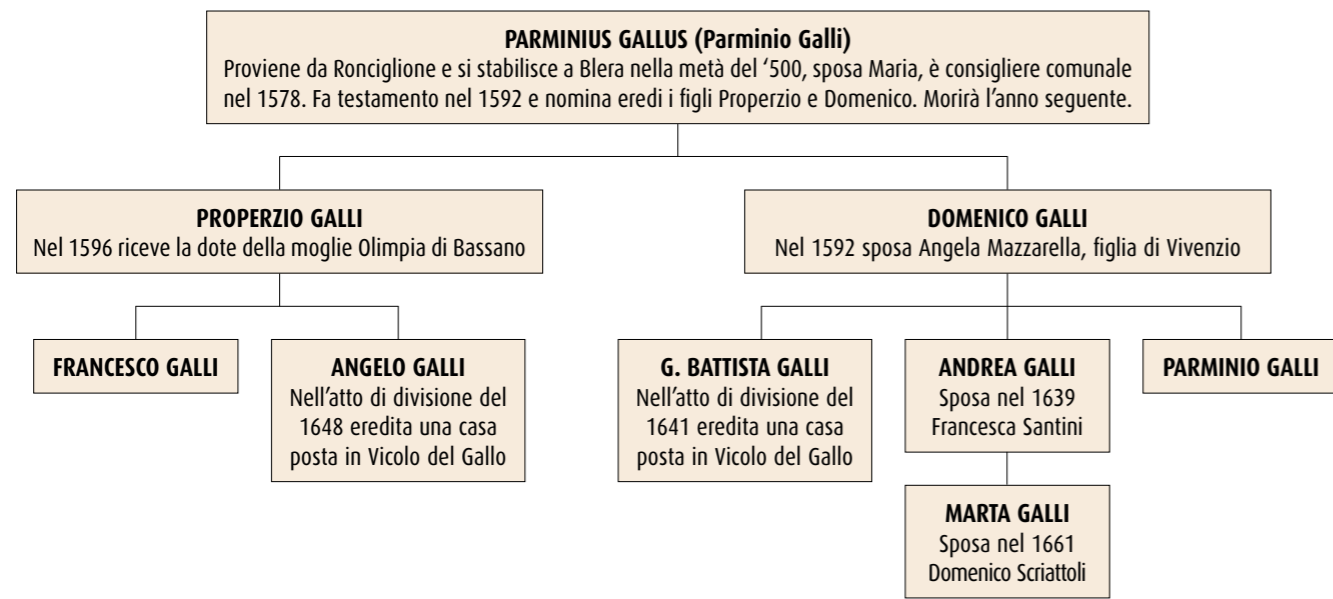 PARMINIUS GALLUS (Parminio Galli)
Proviene da Ronciglione e si stabilisce a Blera nella metà del ‘500, sposa Maria, è consigliere comunale
nel 1578. Fa testamento nel 1592 e nomina eredi i figli Properzio e Domenico. Morirà l’anno seguente.
PROPERZIO GALLI
Nel 1596 riceve la dote della moglie Olimpia di Bassano
DOMENICO GALLI
Nel 1592 sposa Angela Mazzarella, figlia di Vivenzio
FRANCESCO GALLI
ANGELO GALLI
Nell’atto di divisione del
1648 eredita una casa
posta in Vicolo del Gallo
G. BATTISTA GALLI
Nell’atto di divisione del
1641 eredita una casa
posta in Vicolo del Gallo
ANDREA GALLI
Sposa nel 1639
Francesca Santini
PARMINIO GALLI
MARTA GALLI
Sposa nel 1661
Domenico Scriattoli